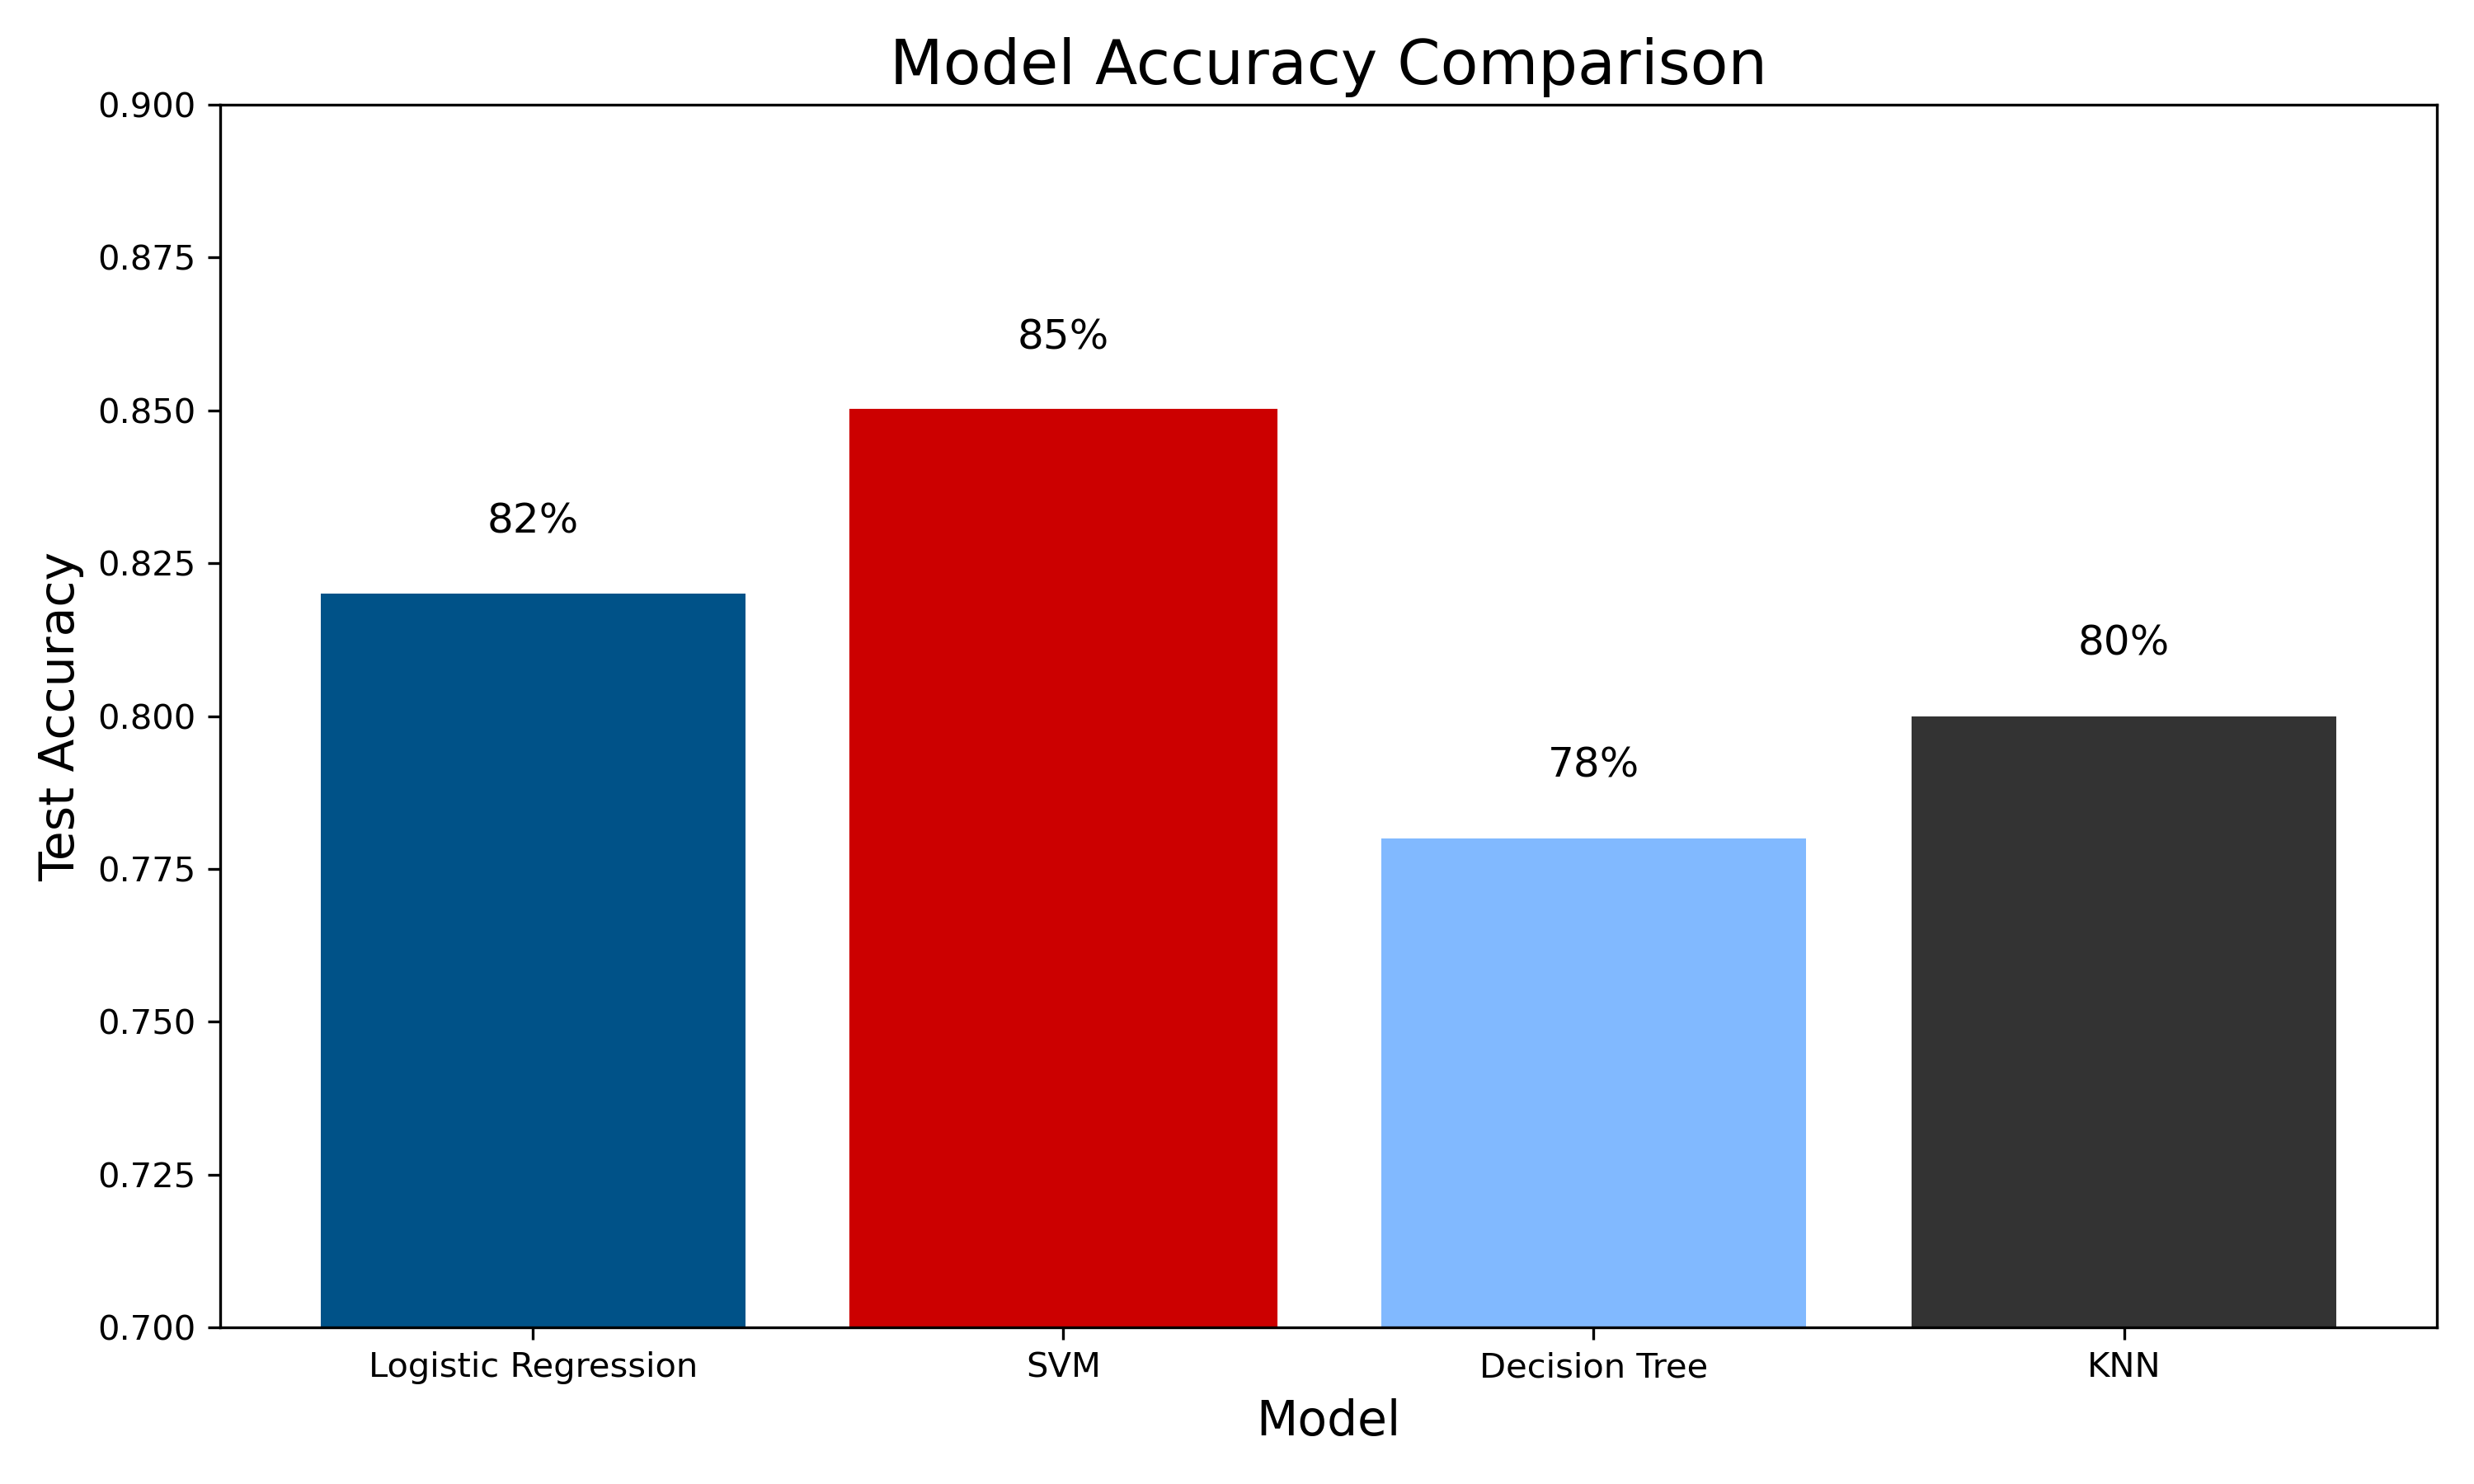 Model Accuracy Comparison
Test Accuracy
0.900
0.875
0.850
0.825
0.800
0.775
0.750
0.725
0.700
82%
85%
78%
80%
Logistic Regression
SVM
Decision Tree
KNN
Model